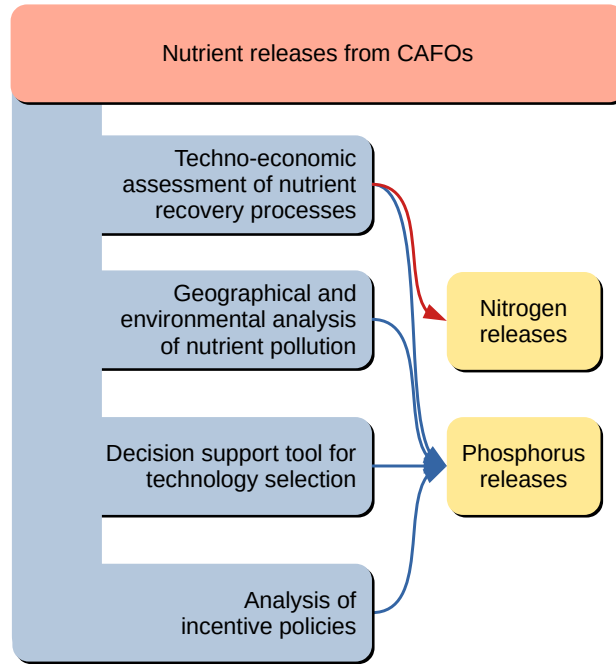 Nutrient releases from CAFOs
Techno-economic
assessment of nutrient
recovery processes
Geographical and
environmental analysis
of nutrient pollution
Nitrogen
releases
Decision support tool for
technology selection
Phosphorus
releases
Analysis of
incentive policies